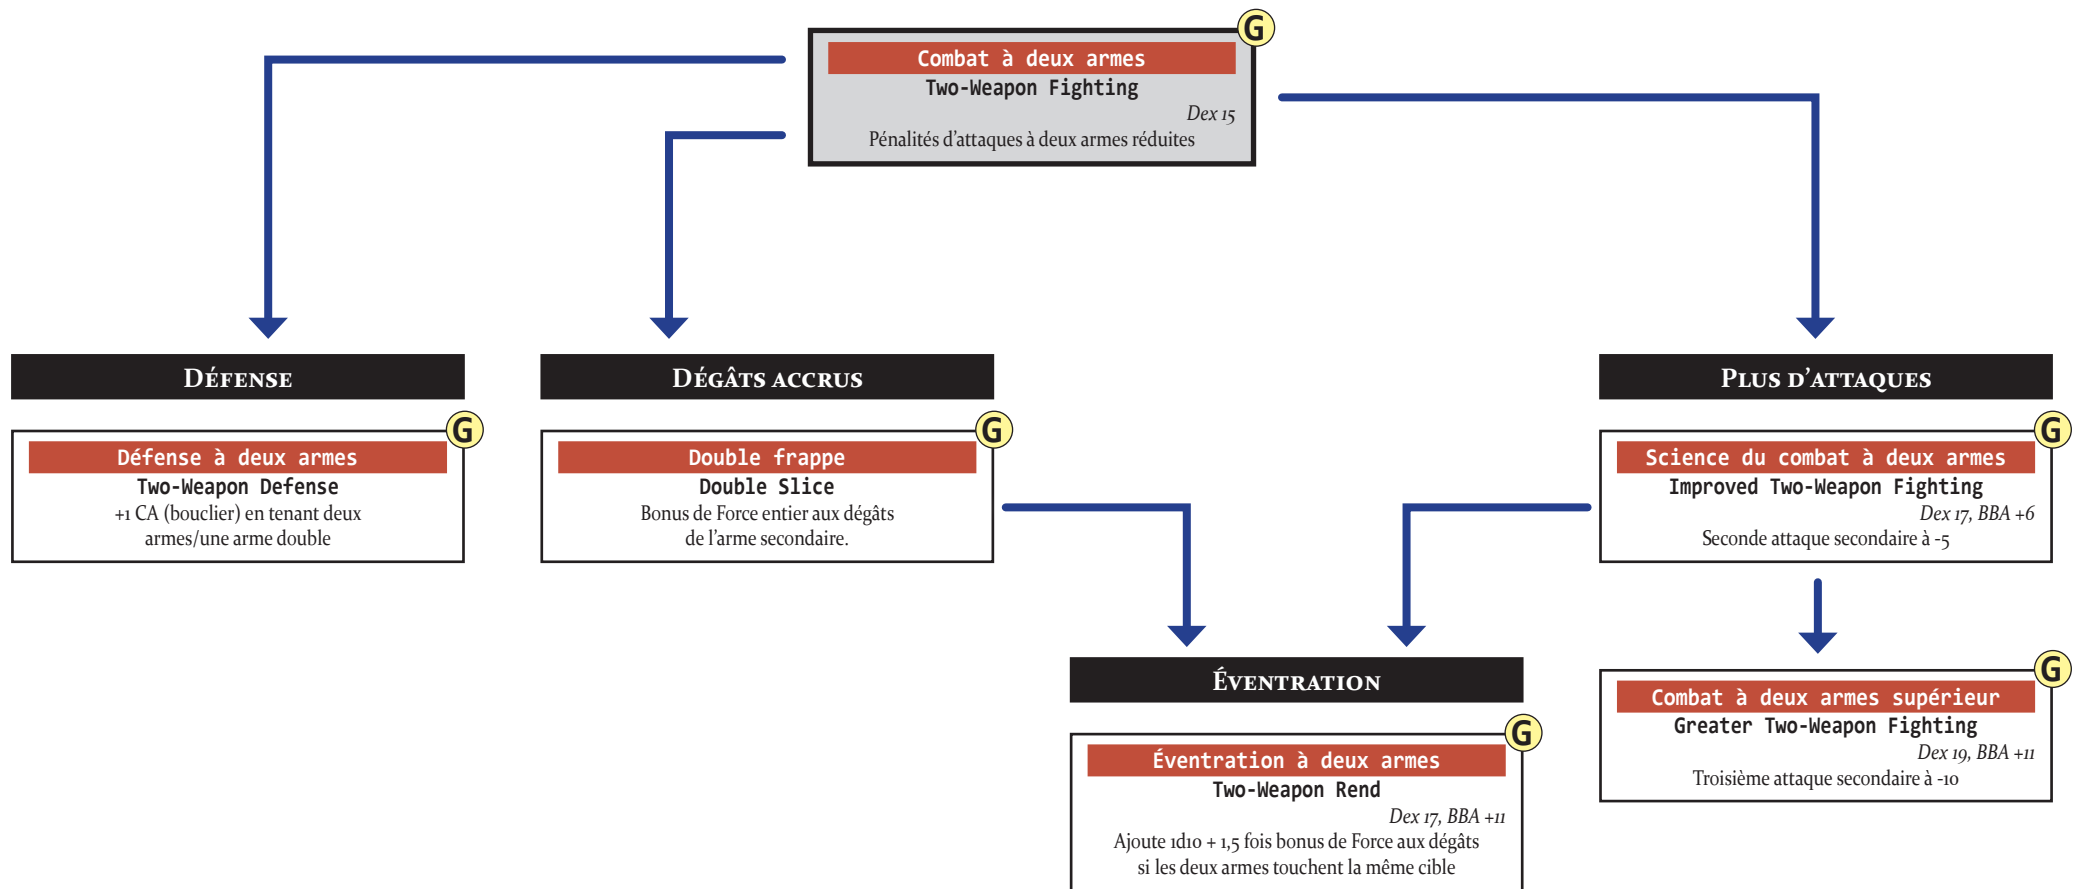 G
Combat à deux armes
Two-Weapon Fighting
Dex 15
Pénalités d'attaques à deux armes réduites
DÉFENSE
G
Défense à deux armes
Two-Weapon Defense
+1 CA (bouclier) en tenant deux
armes/une arme double
DÉGÂTS ACCRUS
G
Double frappe
Double Slice
Bonus de Force entier aux dégâts
de l'arme secondaire.
PLUS D'ATTAQUES
G
Science du combat à deux armes
Improved Two-Weapon Fighting
Dex 17, BBA +6
Seconde attaque secondaire à -5
ÉVENTRATION
G
Éventration à deux armes
Two-Weapon Rend
Dex 17, BBA +11
Ajoute 1d10 + 1,5 fois bonus de Force aux dégâts
si les deux armes touchent la même cible
G
Combat à deux armes supérieur
Greater Two-Weapon Fighting
Dex 19, BBA +11
Troisième attaque secondaire à -10